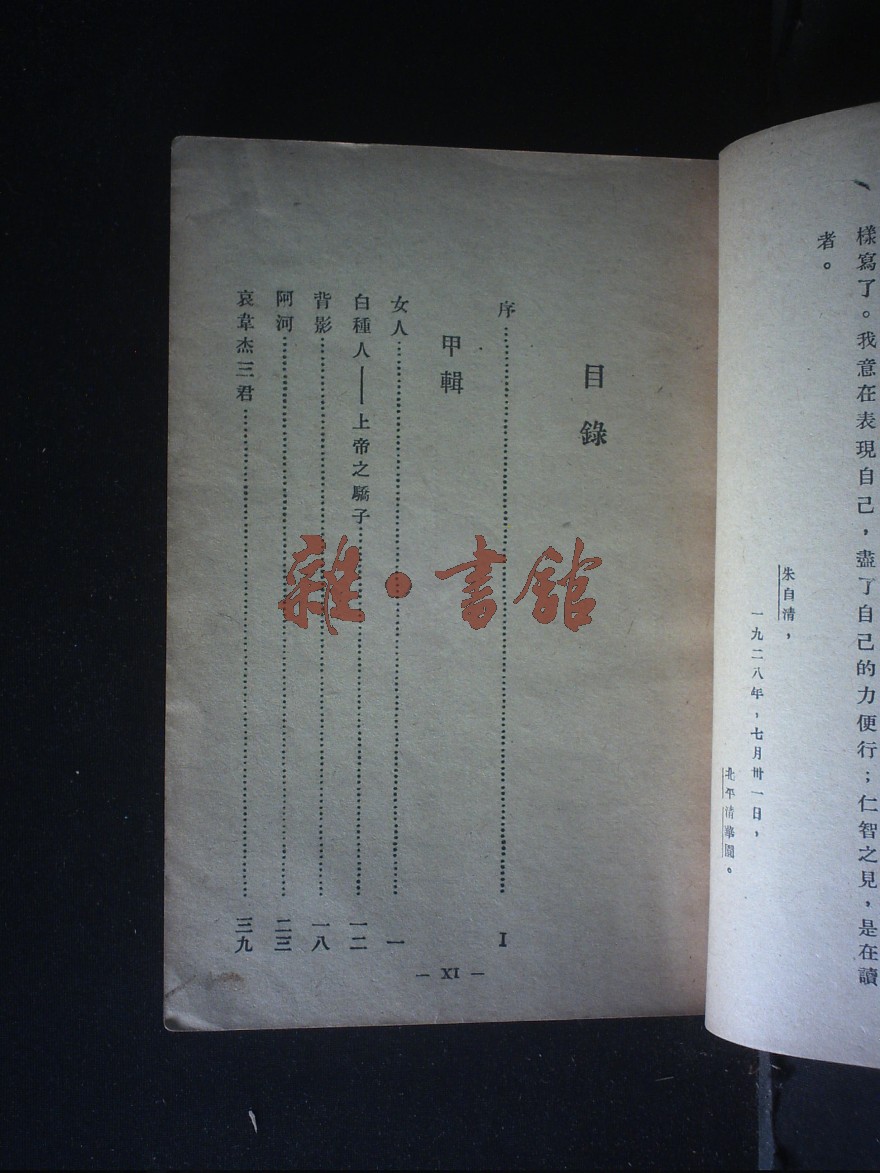 樣寫了。我意在表現自己，盡了自己的力便行；仁智之見，是在讀
者。
朱自清，
一九二八年，七月卅一日，
北平清華園。
目錄
序 I
甲輯
女人 一
白種人——上帝之驕子 一二
背影 一八
阿河 二三
哀韋杰三君 三九
— XI —
雜·書館